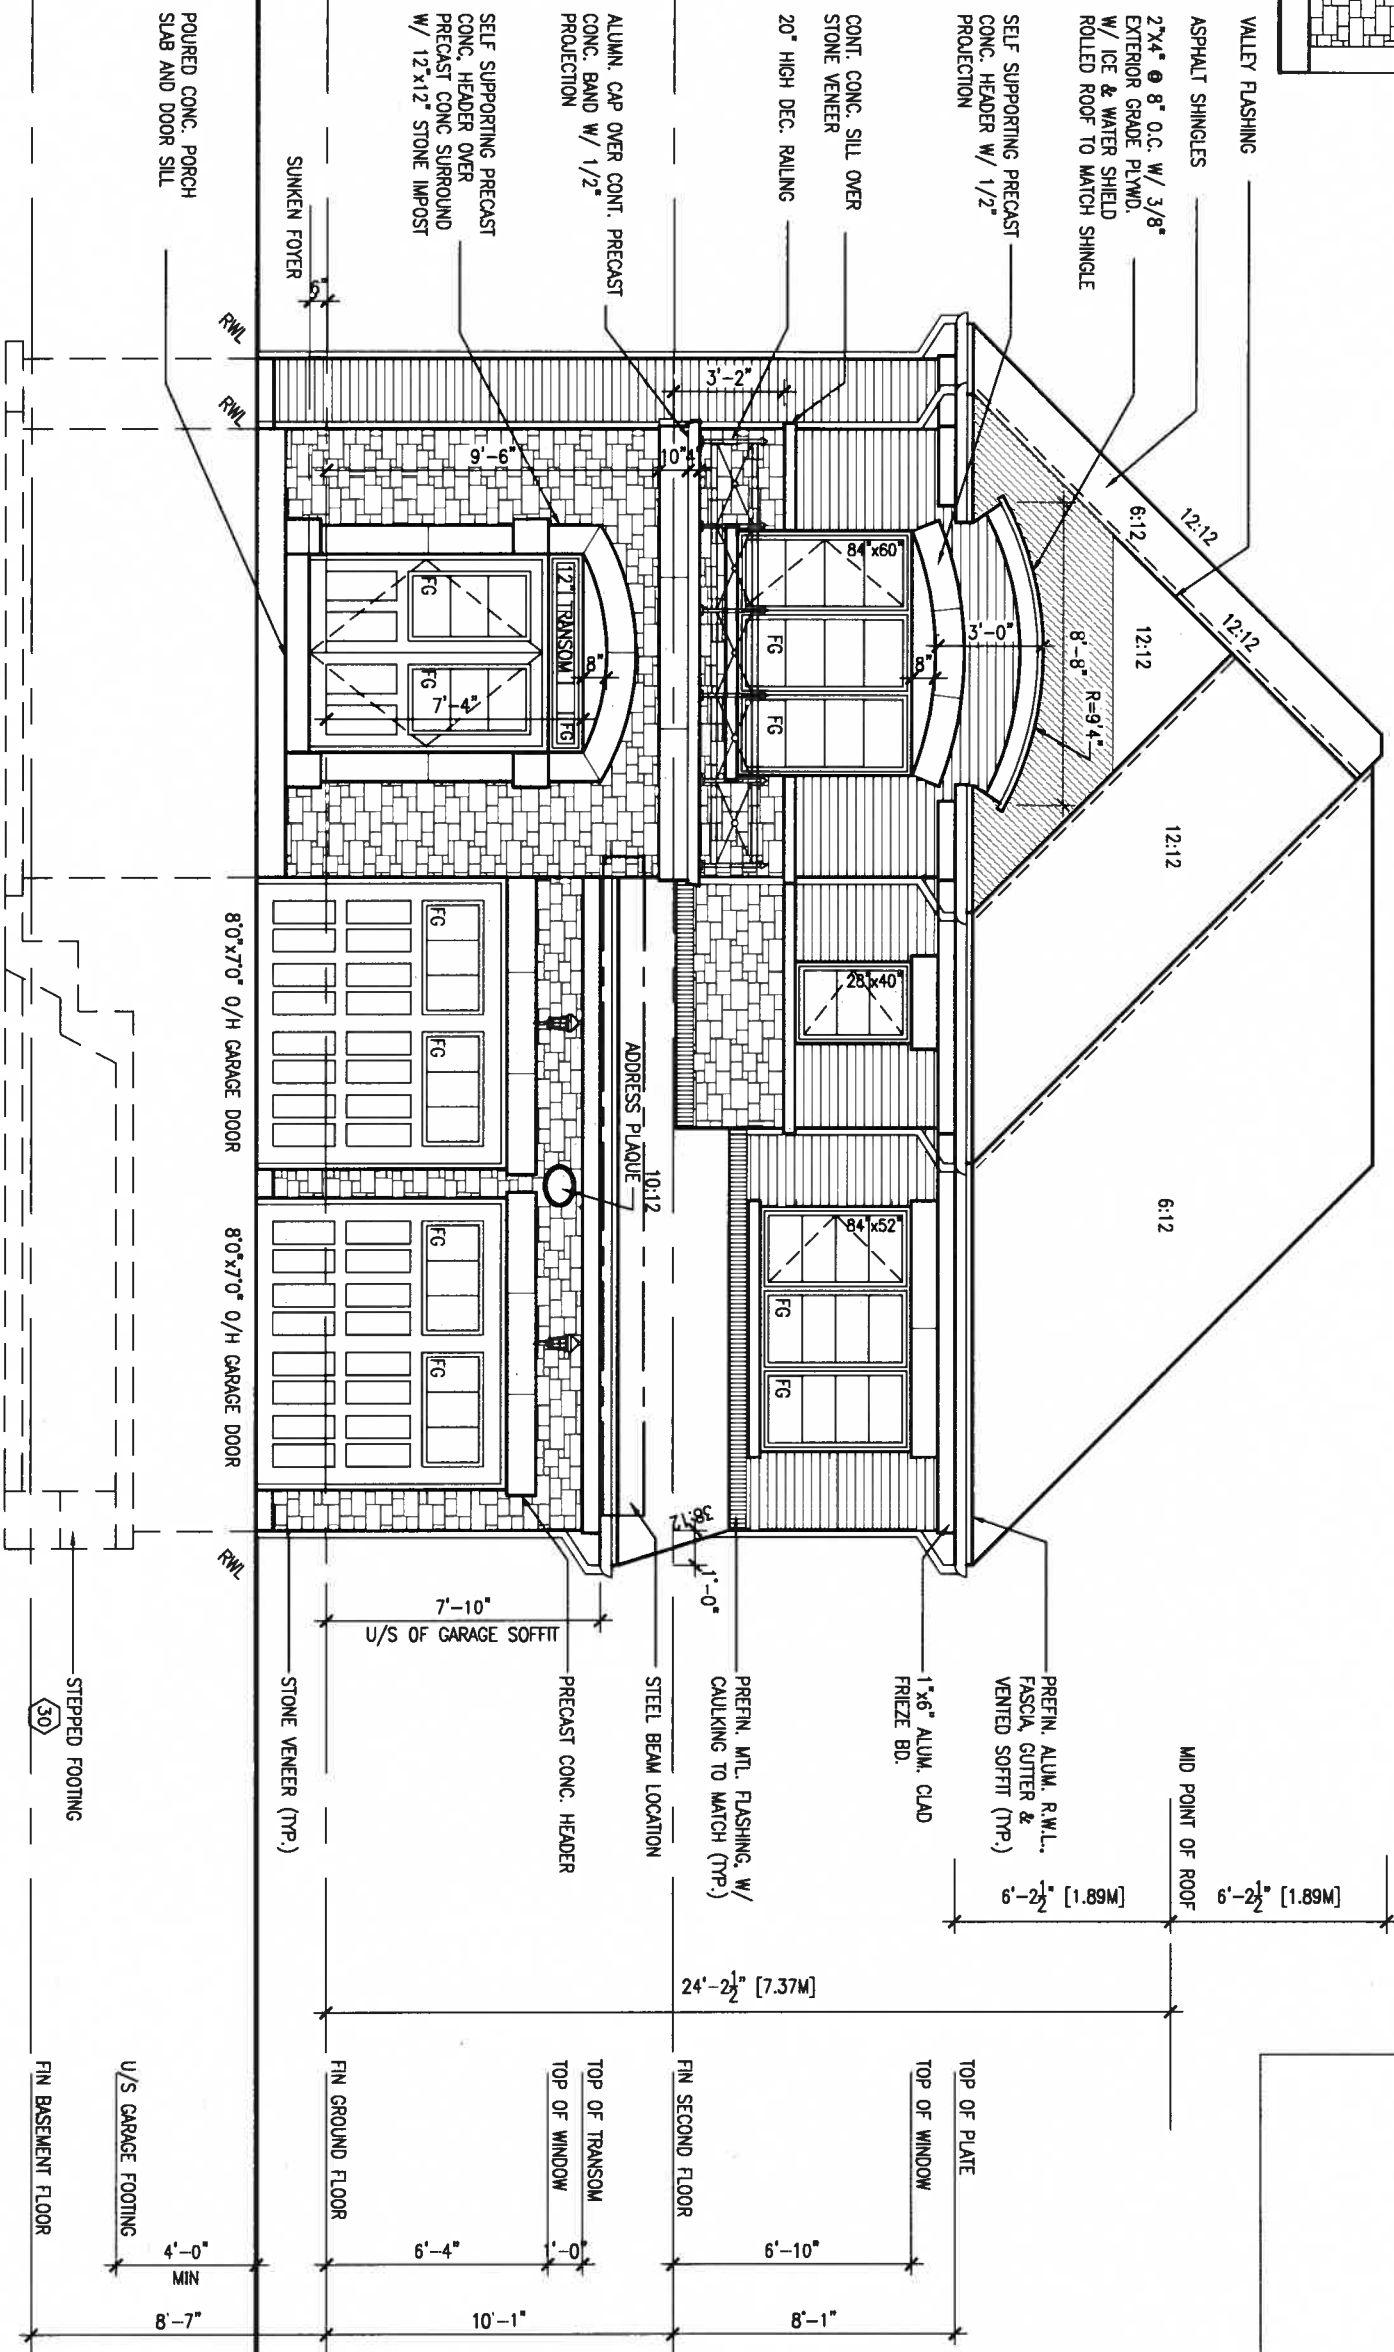 VALLEY FLASHING
ASPHALT SHINGLES
2"X4" @ 8" O.C. W/ 3/8"
EXTERIOR GRADE PLYWD.
W/ ICE & WATER SHIELD
ROLLED ROOF TO MATCH SHINGLE
SELF SUPPORTING PRECAST
CONC. HEADER W/ 1/2"
PROJECTION
CONT. CONC. SILL OVER
STONE VENEER
20" HIGH DEC. RAILING
ALUMN. CAP OVER CONT. PRECAST
CONC. BAND W/ 1/2"
PROJECTION
SELF SUPPORTING PRECAST
CONC. HEADER OVER
PRECAST CONC SURROUND
W/ 12"x12" STONE IMPOST
SUNKEN FOYER
POURED CONC. PORCH
SLAB AND DOOR SILL
6"
RWL
RWL
12:12
6:12
12:12
12:12
12:12
6:12
8'-8" R=9'4"
3'-0"
8"
3'-2"
84"x60"
FG
FG
28"x40"
84"x52"
FG
FG
9'-6"
10"
4"
12" TRANSOM
FG
8"
FG
FG
7'-4"
ADDRESS PLAQUE
10:12
38:12
1'-0"
FG
FG
FG
FG
8'0"x7'0" O/H GARAGE DOOR
8'0"x7'0" O/H GARAGE DOOR
RWL
7'-10"
U/S OF GARAGE SOFFIT
MID POINT OF ROOF
PREFIN. ALUM. R.W.L.,
FASCIA, GUTTER &
VENTED SOFFIT (TYP.)
1"x6" ALUM. CLAD
FRIEZE BD.
PREFIN. MTL. FLASHING. W/
CAULKING TO MATCH (TYP.)
STEEL BEAM LOCATION
PRECAST CONC. HEADER
STONE VENEER (TYP.)
STEPPED FOOTING
30
6'-2½" [1.89M]
6'-2½" [1.89M]
24'-2½" [7.37M]
TOP OF PLATE
TOP OF WINDOW
FIN SECOND FLOOR
TOP OF TRANSOM
TOP OF WINDOW
FIN GROUND FLOOR
U/S GARAGE FOOTING
FIN BASEMENT FLOOR
6'-10"
1'-0"
6'-4"
4'-0"
MIN
8'-1"
10'-1"
8'-7"